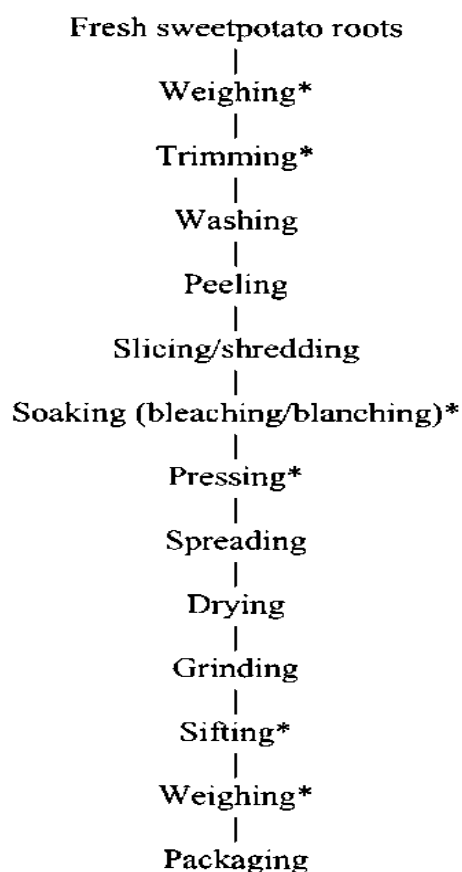 Fresh sweetpotato roots
Weighing*
Trimming*
Washing
Peeling
Slicing/shredding
Soaking (bleaching/blanching)*
Pressing*
Spreading
Drying
Grinding
Sifting*
Weighing*
Packaging